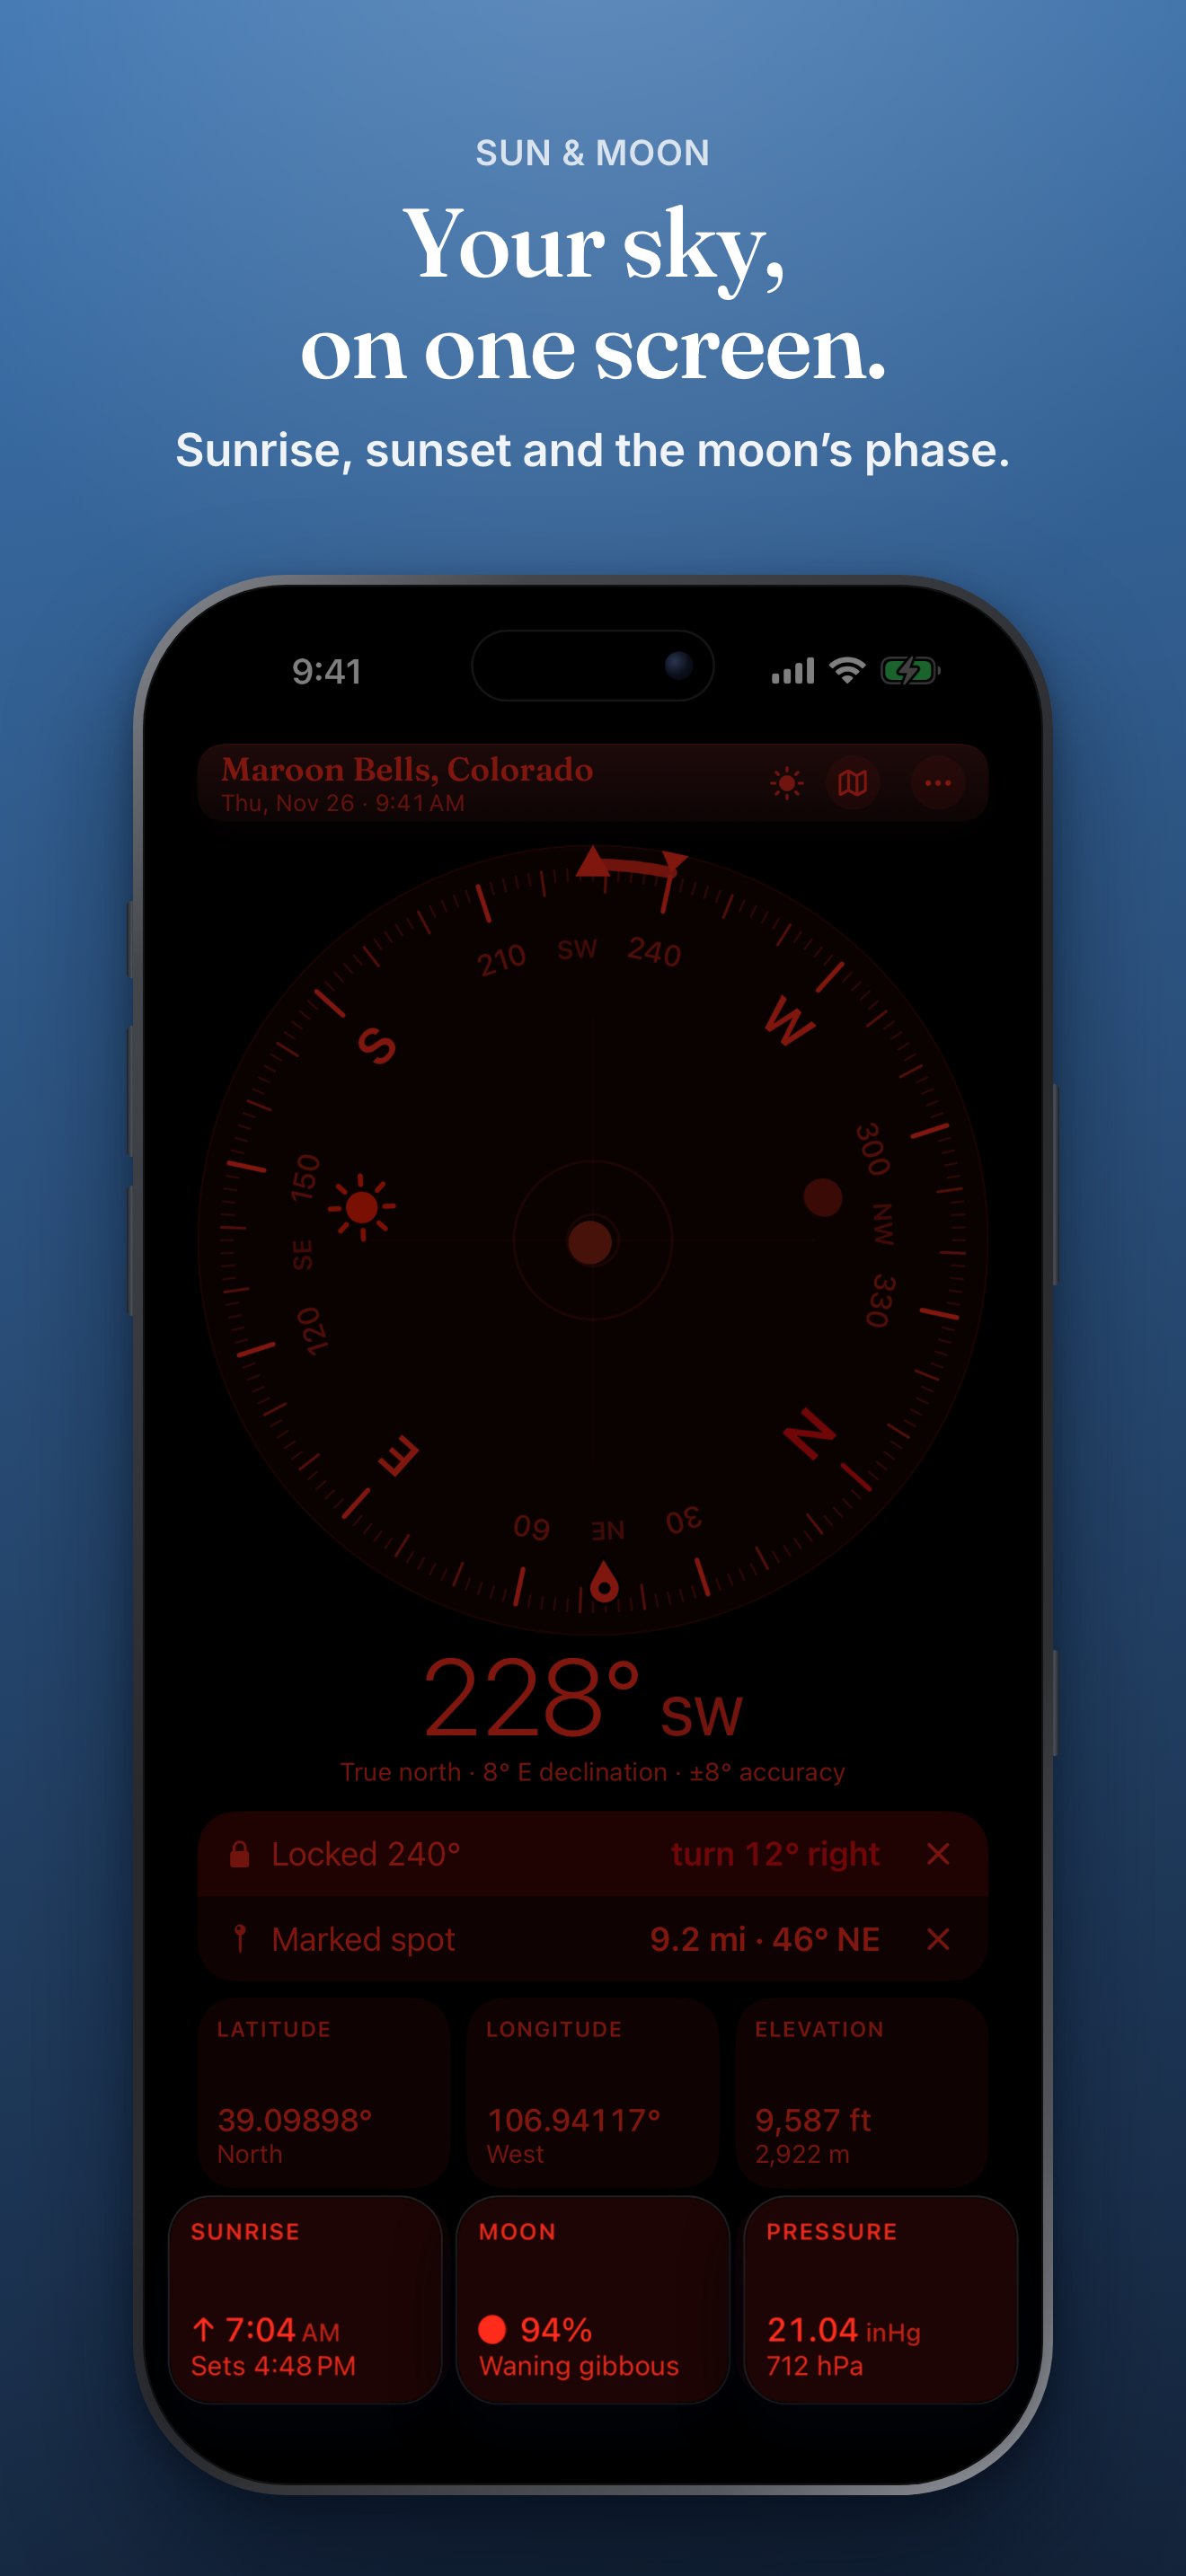 SUN & MOON
Your sky,
on one screen.
Sunrise, sunset and the moon’s phase.
9:41
Maroon Bells, Colorado
Thu, Nov 26 · 9:41 AM
210 SW 240
S W
150 300
SE NW
120 330
E N
60 NE 30
228° SW
True north · 8° E declination · ±8° accuracy
Locked 240° turn 12° right
Marked spot 9.2 mi · 46° NE
LATITUDE LONGITUDE ELEVATION
39.09898° 106.94117° 9,587 ft
North West 2,922 m
SUNRISE MOON PRESSURE
↑ 7:04 AM 94% 21.04 inHg
Sets 4:48 PM Waning gibbous 712 hPa